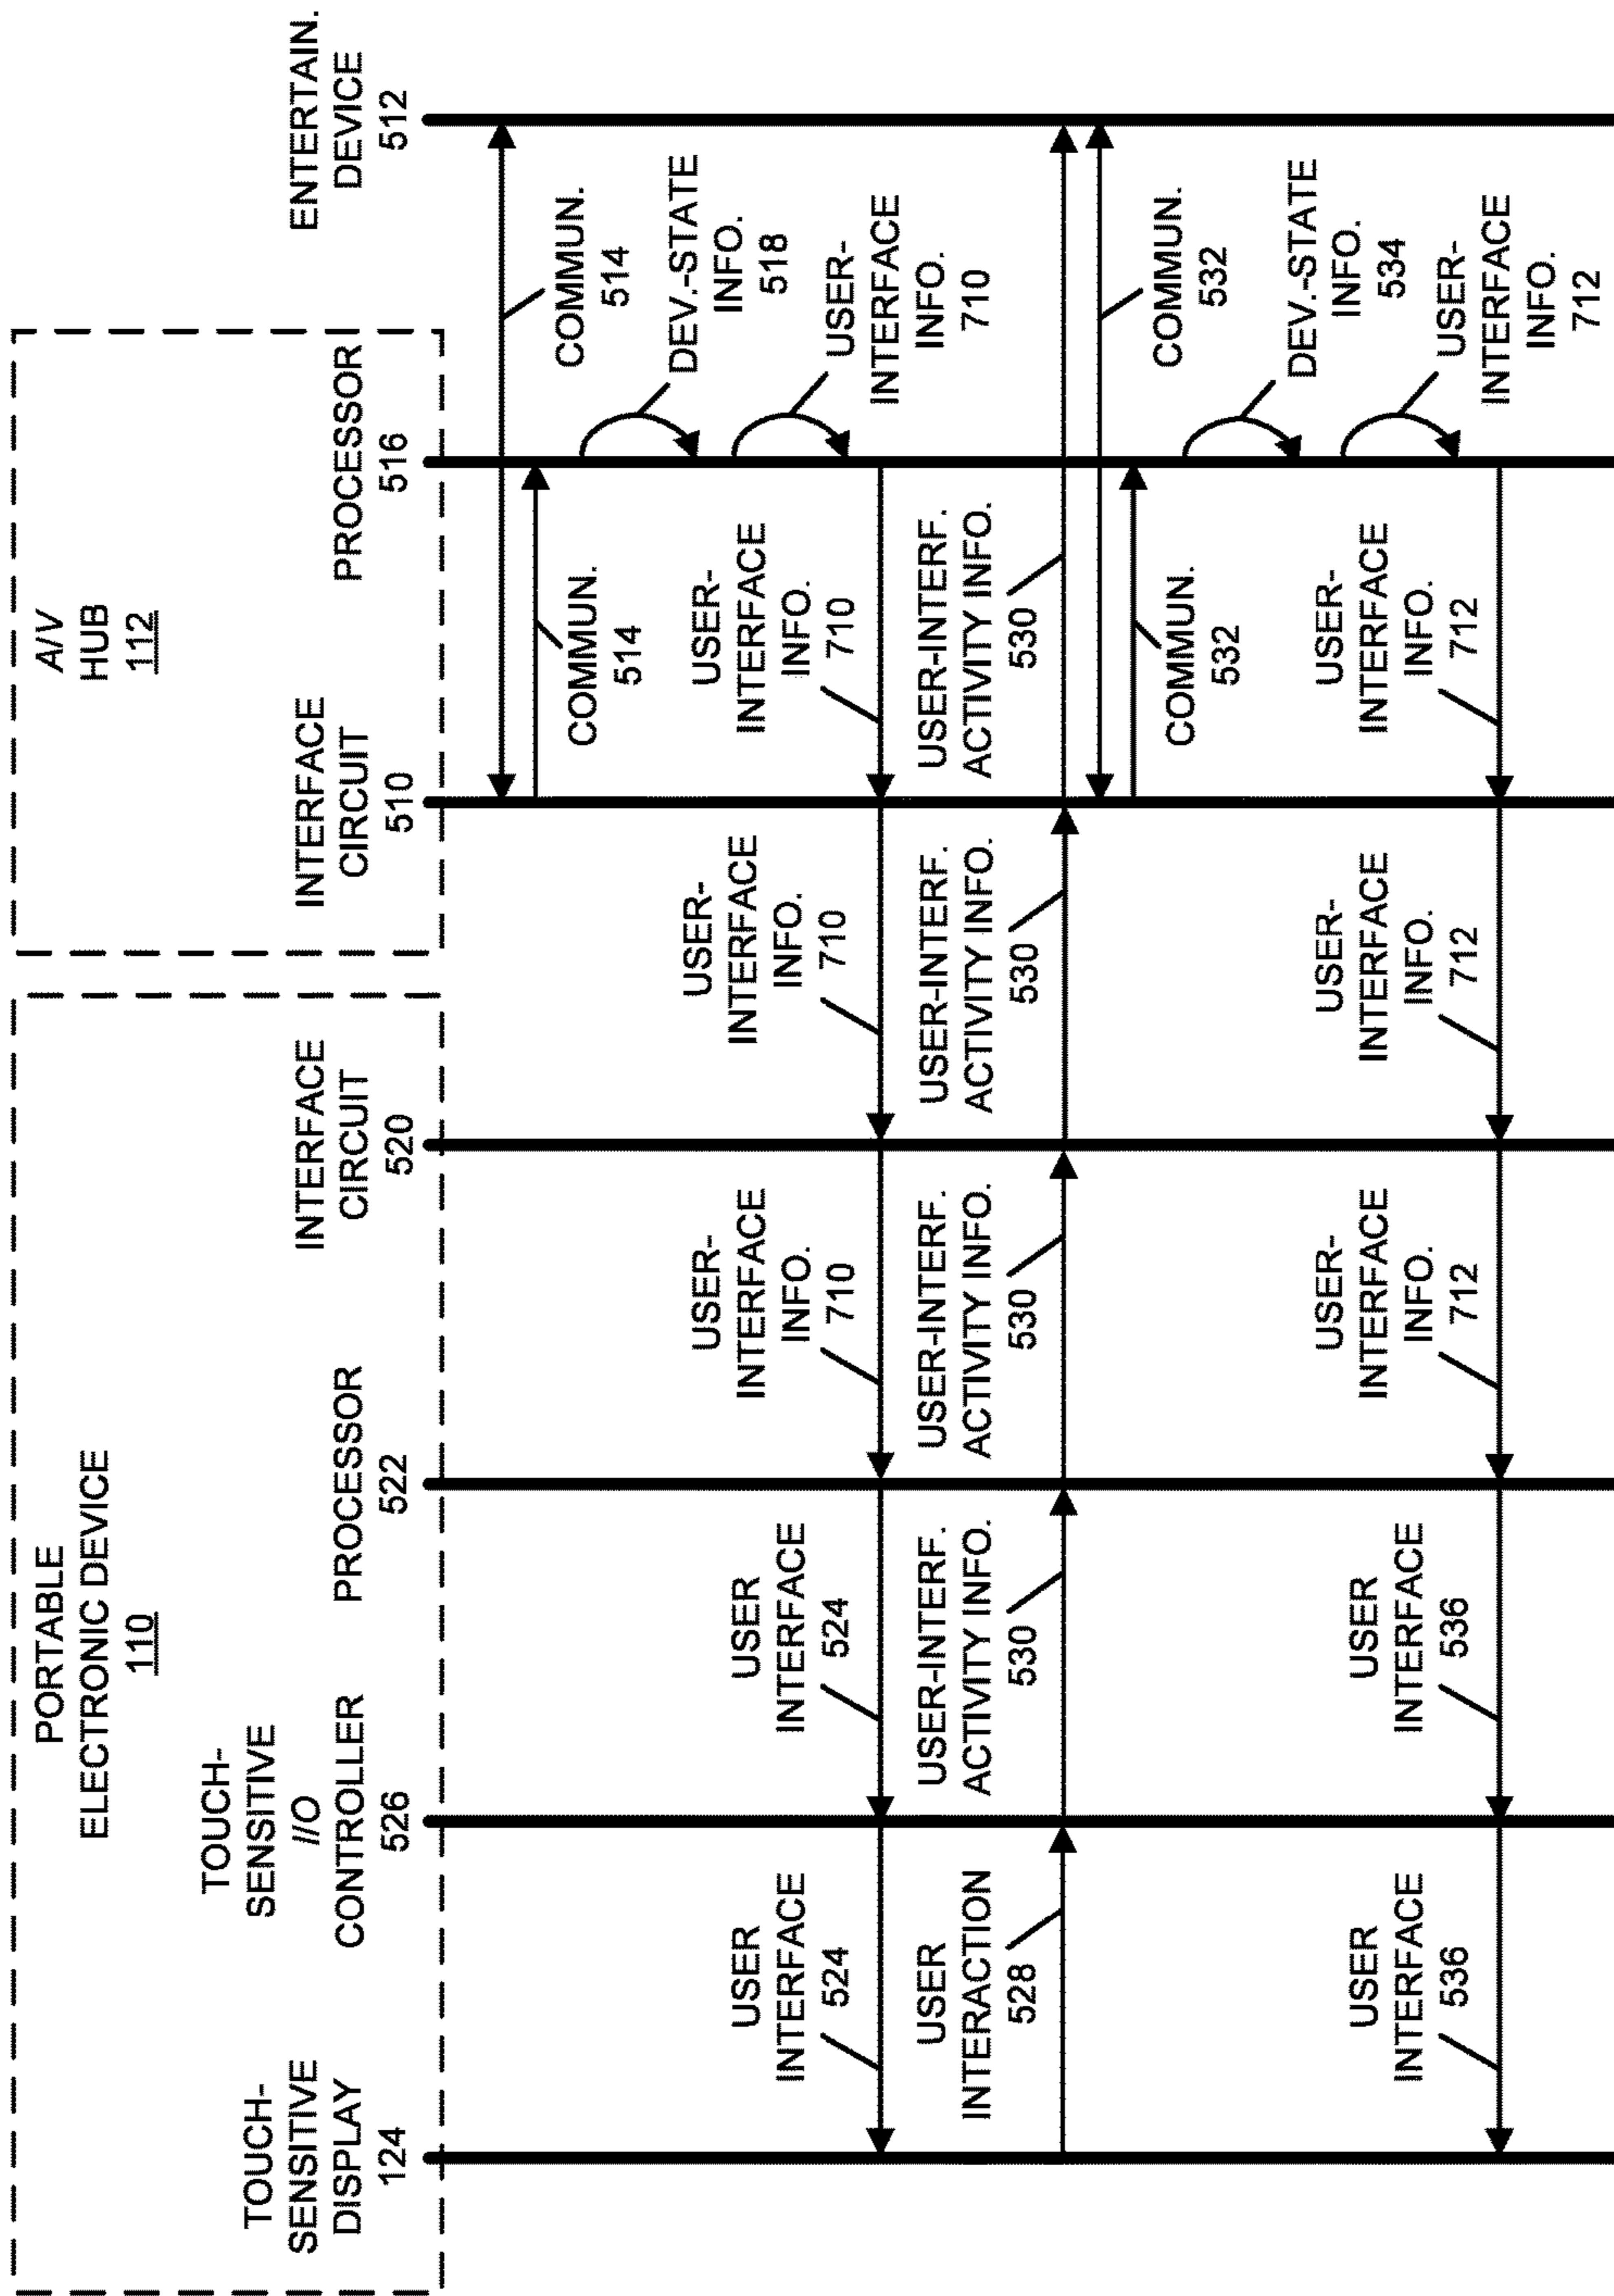 PORTABLE
ELECTRONIC DEVICE
110
A/V
HUB
112
TOUCH-
SENSITIVE
DISPLAY
124
TOUCH-
SENSITIVE
I/O
CONTROLLER
526
PROCESSOR
522
INTERFACE
CIRCUIT
520
INTERFACE
CIRCUIT
510
PROCESSOR
516
ENTERTAIN.
DEVICE
512
COMMUN.
514
COMMUN.
514
DEV.-STATE
INFO.
518
USER-
INTERFACE
INFO.
710
USER
INTERFACE
524
USER
INTERFACE
524
USER-
INTERFACE
INFO.
710
USER-
INTERFACE
INFO.
710
USER-
INTERFACE
INFO.
710
USER
INTERACTION
528
USER-INTERF.
ACTIVITY INFO.
530
USER-INTERF.
ACTIVITY INFO.
530
USER-INTERF.
ACTIVITY INFO.
530
USER-INTERF.
ACTIVITY INFO.
530
COMMUN.
532
COMMUN.
532
DEV.-STATE
INFO.
534
USER-
INTERFACE
INFO.
712
USER
INTERFACE
536
USER
INTERFACE
536
USER-
INTERFACE
INFO.
712
USER-
INTERFACE
INFO.
712
USER-
INTERFACE
INFO.
712